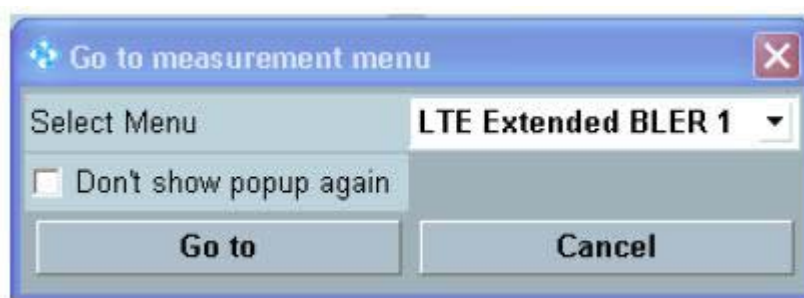 Go to measurement menu
Select Menu LTE Extended BLER 1
Don't show popup again
Go to Cancel